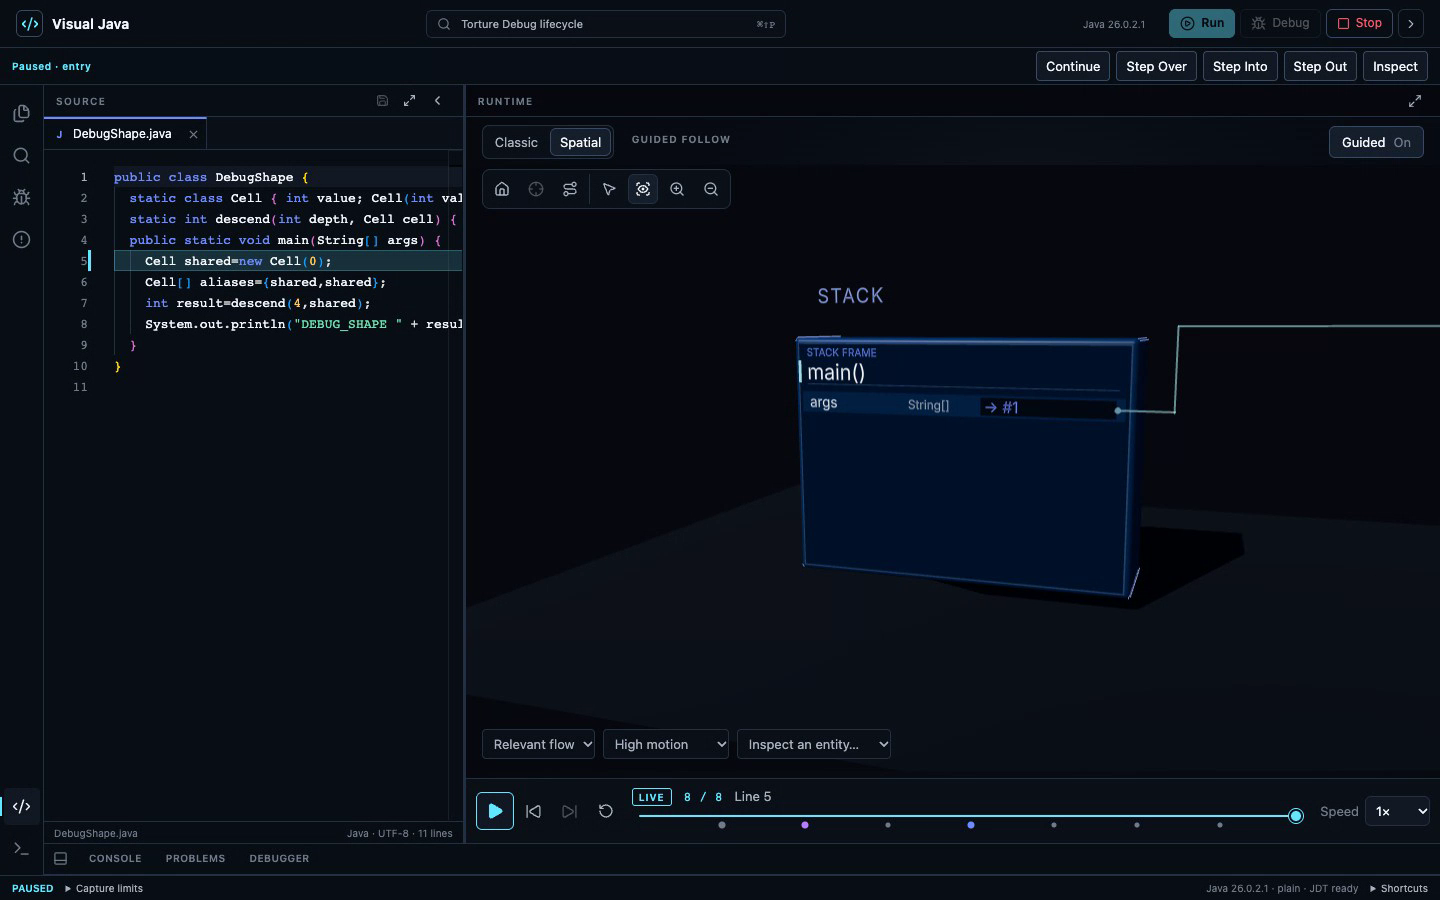 Visual Java
Torture Debug lifecycle
⌘⇧P
Java 26.0.2.1
Run
Debug
Stop
Paused · entry
Continue
Step Over
Step Into
Step Out
Inspect
SOURCE
J DebugShape.java
1 public class DebugShape {
2 static class Cell { int value; Cell(int val
3 static int descend(int depth, Cell cell) {
4 public static void main(String[] args) {
5 Cell shared=new Cell(0);
6 Cell[] aliases={shared,shared};
7 int result=descend(4,shared);
8 System.out.println("DEBUG_SHAPE " + resul
9 }
10 }
11
DebugShape.java
Java · UTF-8 · 11 lines
RUNTIME
Classic
Spatial
GUIDED FOLLOW
Guided On
STACK
STACK FRAME
main()
args String[] → #1
Relevant flow
High motion
Inspect an entity...
LIVE 8 / 8 Line 5
Speed
1×
CONSOLE
PROBLEMS
DEBUGGER
PAUSED
Capture limits
Java 26.0.2.1 · plain · JDT ready
Shortcuts